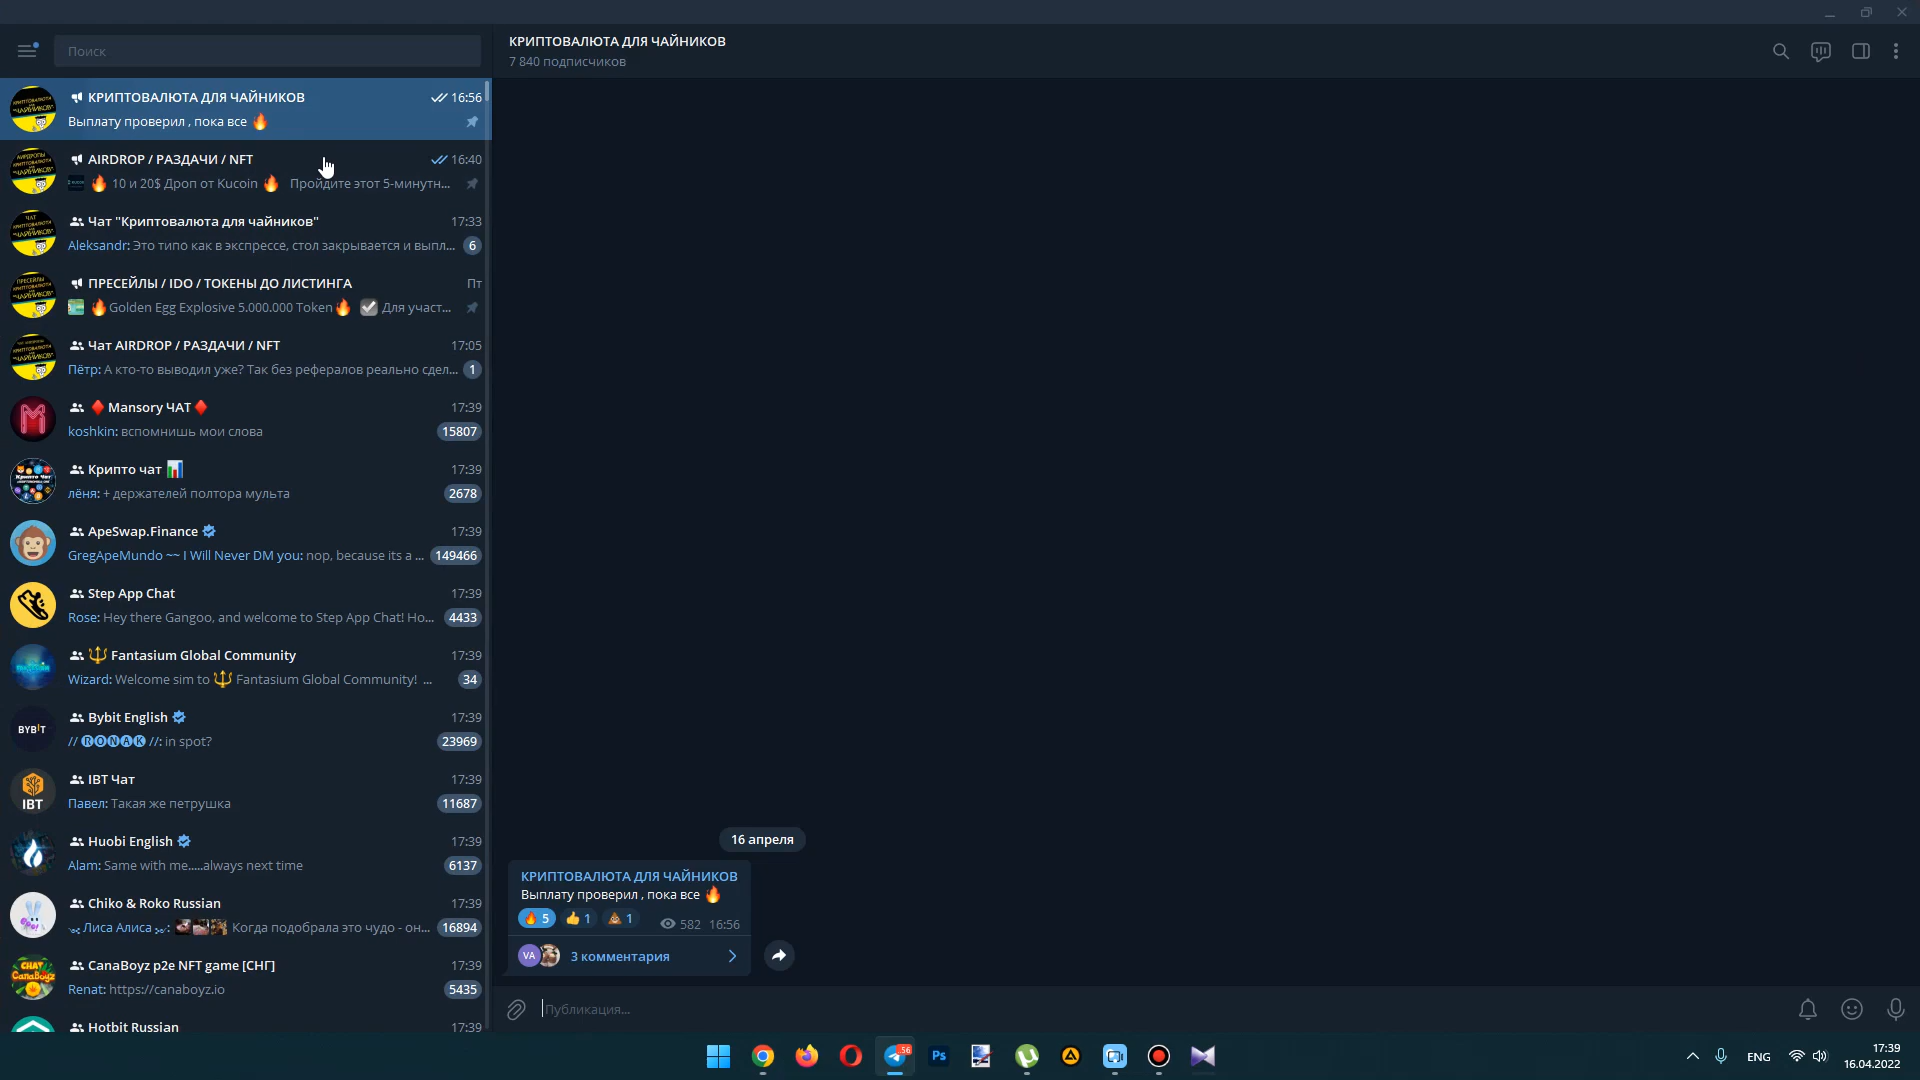 Поиск
КРИПТОВАЛЮТА ДЛЯ ЧАЙНИКОВ
7 840 подписчиков
КРИПТОВАЛЮТА ДЛЯ ЧАЙНИКОВ 16:56
Выплату проверил , пока все 🔥
AIRDROP / РАЗДАЧИ / NFT 16:40
🔥 10 и 20$ Дроп от Kucoin 🔥 Пройдите этот 5-минутн...
Чат "Криптовалюта для чайников" 17:33
Aleksandr: Это типо как в экспрессе, стол закрывается и выпл... 6
ПРЕСЕЙЛЫ / IDO / ТОКЕНЫ ДО ЛИСТИНГА Пт
🔥Golden Egg Explosive 5.000.000 Token🔥 ☑️ Для участ...
Чат AIRDROP / РАЗДАЧИ / NFT 17:05
Пётр: А кто-то выводил уже? Так без рефералов реально сдел... 1
♦️Mansory ЧАТ♦️ 17:39
koshkin: вспомнишь мои слова 15807
Крипто чат 📊 17:39
лёня: + держателей полтора мульта 2678
ApeSwap.Finance 17:39
GregApeMundo ~~ I Will Never DM you: nop, because its a ... 149466
Step App Chat 17:39
Rose: Hey there Gangoo, and welcome to Step App Chat! Ho... 4433
🔱 Fantasium Global Community 17:39
Wizard: Welcome sim to 🔱 Fantasium Global Community! ... 34
BYBIT
Bybit English 17:39
// 🅡🅞🅝🅐🅚 //: in spot? 23969
IBT
IBT Чат 17:39
Павел: Такая же петрушка 11687
Huobi English 17:39
Alam: Same with me.....always next time 6137
Chiko & Roko Russian 17:39
Лиса Алиса : Когда подобрала это чудо - он... 16894
CanaBoyz p2e NFT game [СНГ] 17:39
Renat: https://canaboyz.io 5435
Hotbit Russian 17:39
16 апреля
КРИПТОВАЛЮТА ДЛЯ ЧАЙНИКОВ
Выплату проверил , пока все 🔥
🔥 5 👍 1 💩 1 582 16:56
VA 3 комментария
Публикация...
Ps
ENG
17:39
16.04.2022